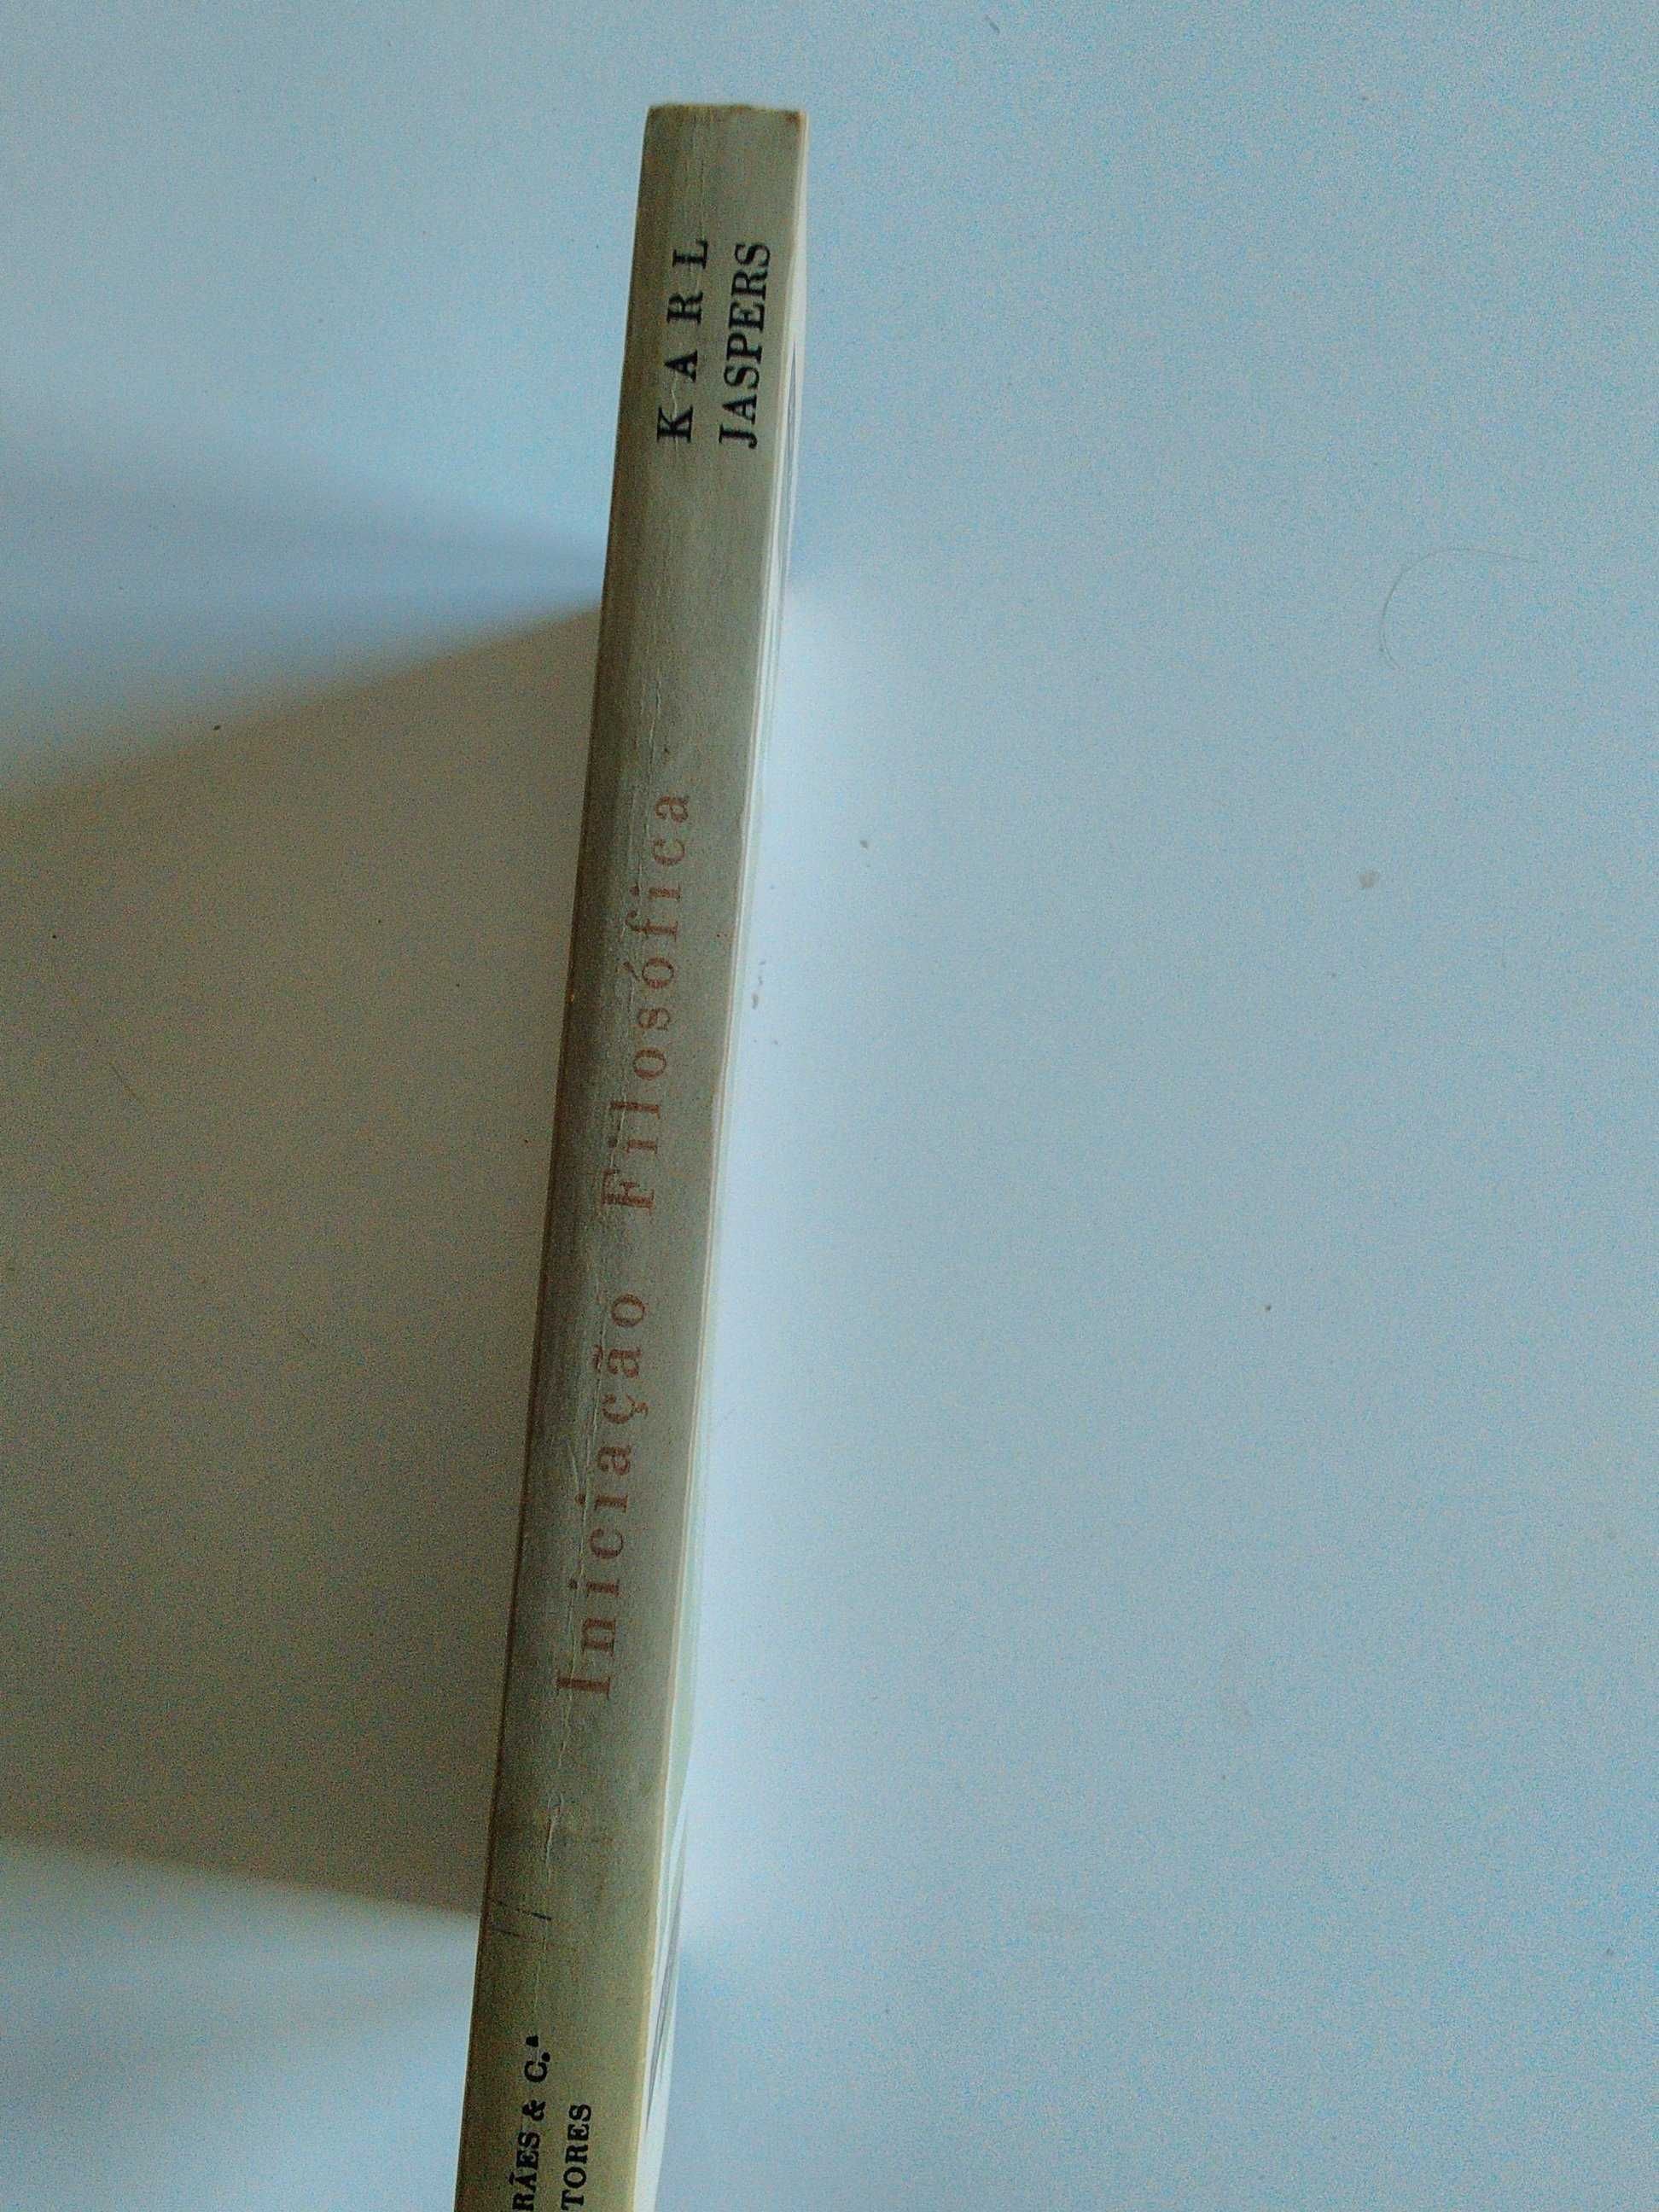 KARL
JASPERS
Iniciação Filosófica
RÃES & C.ª
TORES